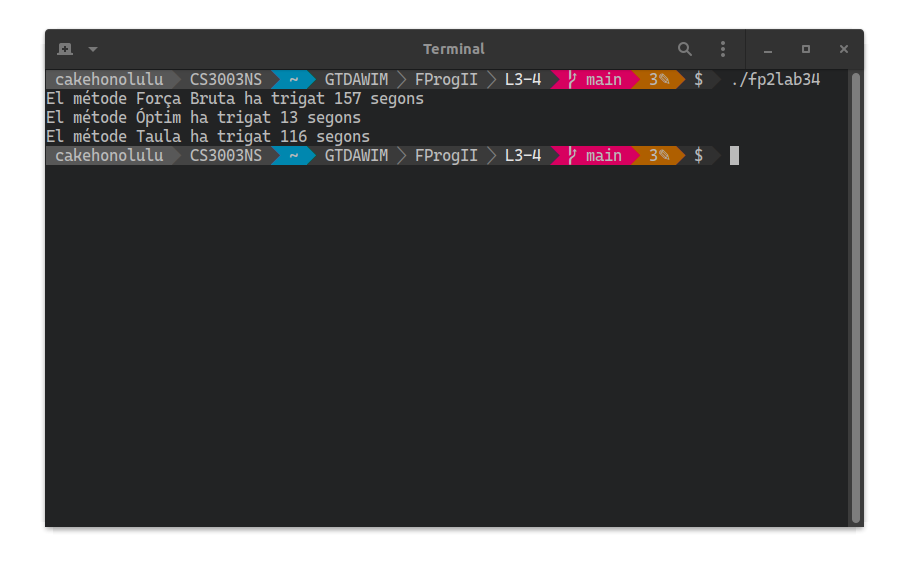 Terminal
cakehonolulu CS3003NS ~ GTDAWIM FProgII L3-4 main 3✎ $ ./fp2lab34
El métode Força Bruta ha trigat 157 segons
El métode Óptim ha trigat 13 segons
El métode Taula ha trigat 116 segons
cakehonolulu CS3003NS ~ GTDAWIM FProgII L3-4 main 3✎ $